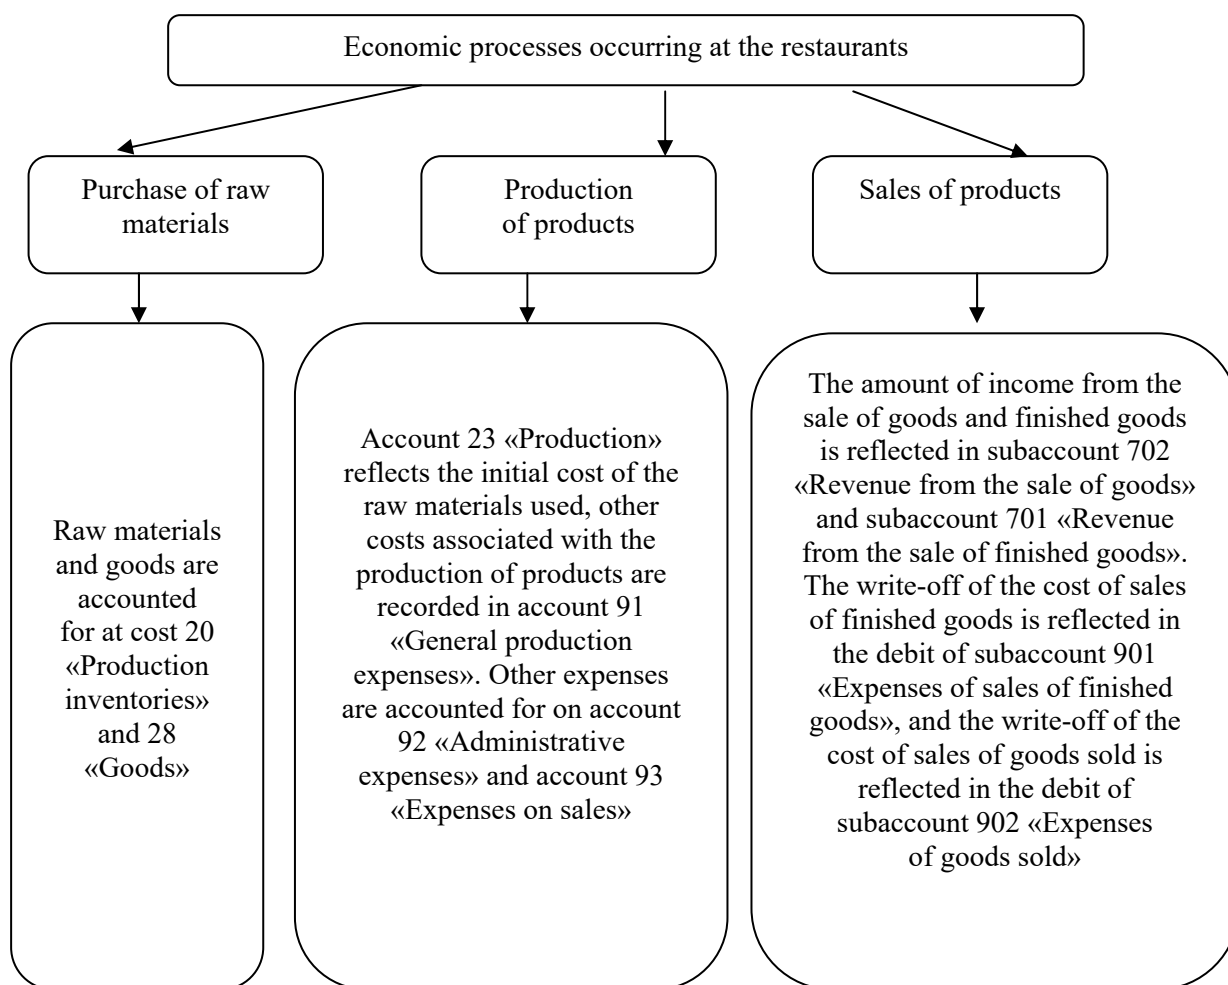 Economic processes occurring at the restaurants
Purchase of raw
materials
Production
of products
Sales of products
Raw materials
and goods are
accounted
for at cost 20
«Production
inventories»
and 28
«Goods»
Account 23 «Production»
reflects the initial cost of the
raw materials used, other
costs associated with the
production of products are
recorded in account 91
«General production
expenses». Other expenses
are accounted for on account
92 «Administrative
expenses» and account 93
«Expenses on sales»
The amount of income from the
sale of goods and finished goods
is reflected in subaccount 702
«Revenue from the sale of goods»
and subaccount 701 «Revenue
from the sale of finished goods».
The write-off of the cost of sales
of finished goods is reflected in
the debit of subaccount 901
«Expenses of sales of finished
goods», and the write-off of the
cost of sales of goods sold is
reflected in the debit of
subaccount 902 «Expenses
of goods sold»